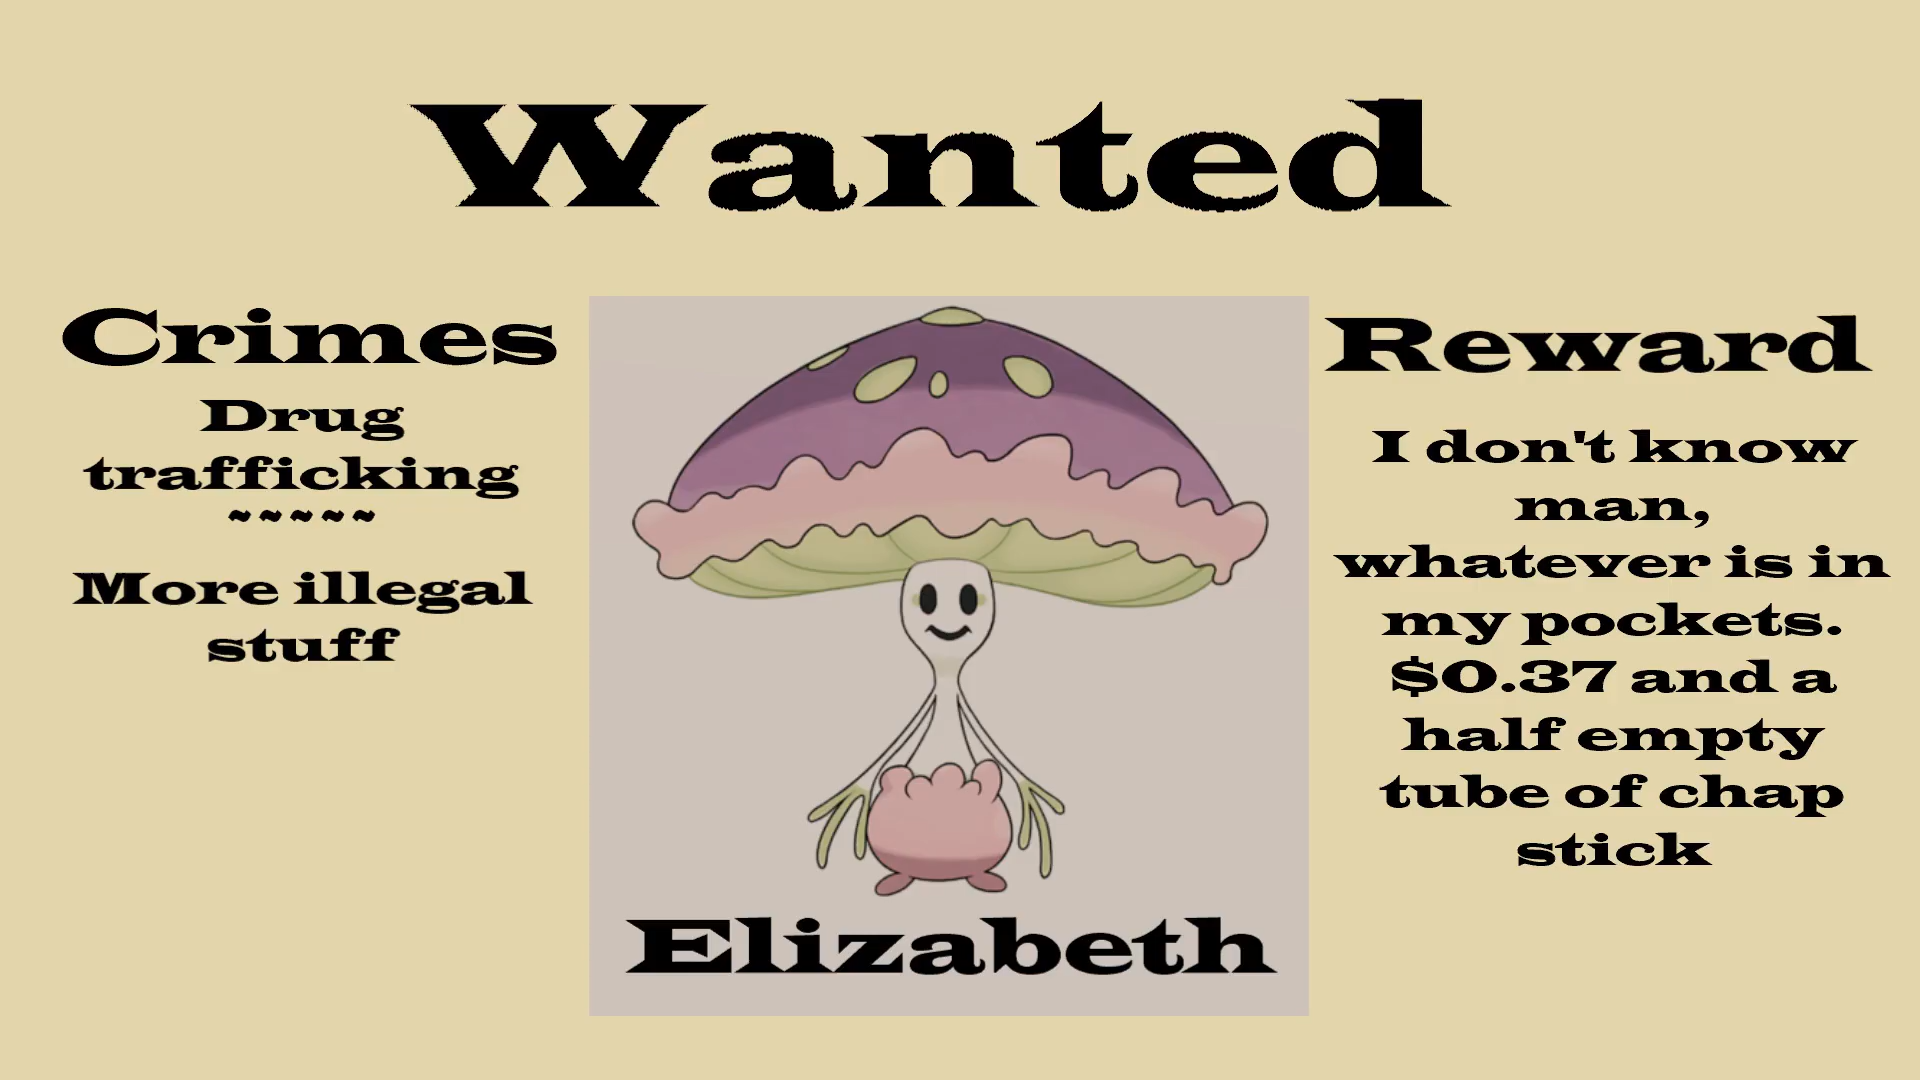 Wanted
Crimes
Drug
trafficking
~~~~~
More illegal
stuff
Elizabeth
Reward
I don't know
man,
whatever is in
my pockets.
$0.37 and a
half empty
tube of chap
stick